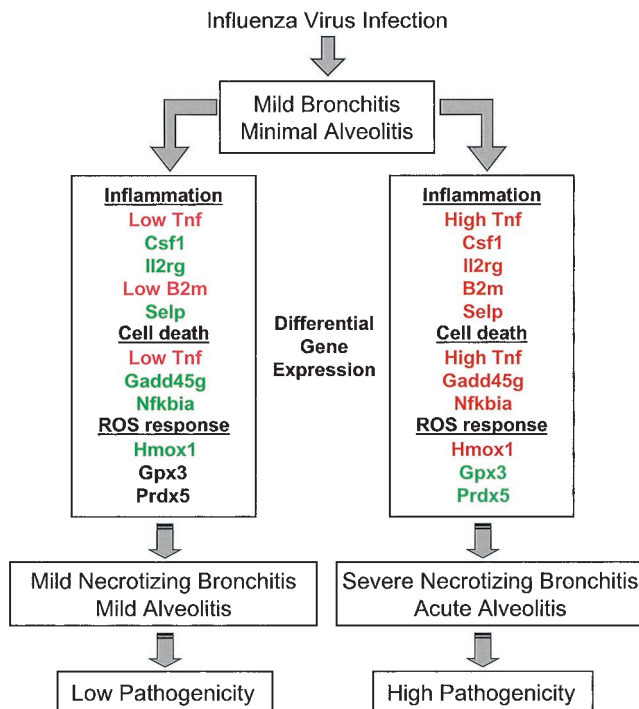 Influenza Virus Infection
Mild Bronchitis
Minimal Alveolitis
Inflammation
Low Tnf
Csf1
Il2rg
Low B2m
Selp
Cell death
Low Tnf
Gadd45g
Nfkbia
ROS response
Hmox1
Gpx3
Prdx5
Differential
Gene
Expression
Inflammation
High Tnf
Csf1
Il2rg
B2m
Selp
Cell death
High Tnf
Gadd45g
Nfkbia
ROS response
Hmox1
Gpx3
Prdx5
Mild Necrotizing Bronchitis
Mild Alveolitis
Severe Necrotizing Bronchitis
Acute Alveolitis
Low Pathogenicity
High Pathogenicity